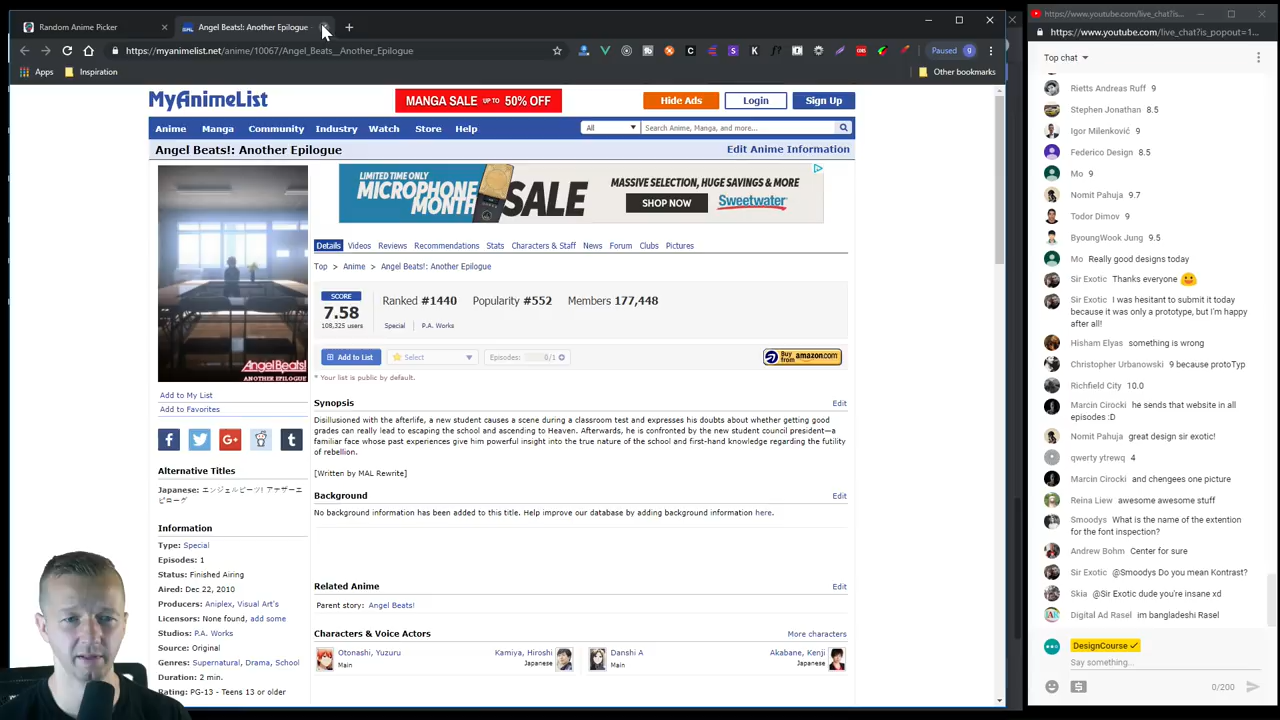 Random Anime Picker
Angel Beats!: Another Epilogue
https://www.youtube.com/live_chat?is_popout=1...
https://www.youtube.com/live_chat?is_popout=1...
https://myanimelist.net/anime/10067/Angel_Beats__Another_Epilogue
Paused
Apps
Inspiration
Other bookmarks
MyAnimeList
MANGA SALE UP TO 50% OFF
Hide Ads
Login
Sign Up
Anime
Manga
Community
Industry
Watch
Store
Help
All
Search Anime, Manga, and more...
Angel Beats!: Another Epilogue
Edit Anime Information
LIMITED TIME ONLY
MICROPHONE
MONTH
SALE
MASSIVE SELECTION, HUGE SAVINGS & MORE
SHOP NOW
Sweetwater
Details
Videos
Reviews
Recommendations
Stats
Characters & Staff
News
Forum
Clubs
Pictures
Top
Anime
Angel Beats!: Another Epilogue
SCORE
7.58
108,325 users
Ranked #1440
Popularity #552
Members 177,448
Special
P.A. Works
Add to List
Select
Episodes: 0/1
Buy from amazon.com
* Your list is public by default.
Angel Beats!
ANOTHER EPILOGUE
Add to My List
Add to Favorites
Synopsis
Edit
Disillusioned with the afterlife, a new student causes a scene during a classroom test and expresses his doubts about whether getting good
grades can really lead to escaping the school and ascending to Heaven. Afterwards, he is confronted by the new student council president—a
familiar face whose past experiences give him powerful insight into the true nature of the school and first-hand knowledge regarding the futility
of rebellion.
[Written by MAL Rewrite]
Background
Edit
No background information has been added to this title. Help improve our database by adding background information here.
Related Anime
Edit
Parent story: Angel Beats!
Characters & Voice Actors
More characters
Otonashi, Yuzuru
Main
Kamiya, Hiroshi
Japanese
Danshi A
Main
Akabane, Kenji
Japanese
Alternative Titles
Japanese: エンジェルビーツ! アナザーエ
ピローグ
Information
Type: Special
Episodes: 1
Status: Finished Airing
Aired: Dec 22, 2010
Producers: Aniplex, Visual Art's
Licensors: None found, add some
Studios: P.A. Works
Source: Original
Genres: Supernatural, Drama, School
Duration: 2 min.
Rating: PG-13 - Teens 13 or older
Top chat
Rietts Andreas Ruff 9
Stephen Jonathan 8.5
Igor Milenković 9
Federico Design 8.5
Mo 9
Nomit Pahuja 9.7
Todor Dimov 9
ByoungWook Jung 9.5
Mo Really good designs today
Sir Exotic Thanks everyone
Sir Exotic I was hesitant to submit it today
because it was only a prototype, but I'm happy
after all!
Hisham Elyas something is wrong
Christopher Urbanowski 9 because protoTyp
Richfield City 10.0
Marcin Cirocki he sends that website in all
episodes :D
Nomit Pahuja great design sir exotic!
qwerty ytrewq 4
Marcin Cirocki and chengees one picture
Reina Liew awesome awesome stuff
Smoodys What is the name of the extention
for the font inspection?
Andrew Bohm Center for sure
Sir Exotic @Smoodys Do you mean Kontrast?
Skia @Sir Exotic dude you're insane xd
Digital Ad Rasel im bangladeshi Rasel
DesignCourse
Say something...
0/200